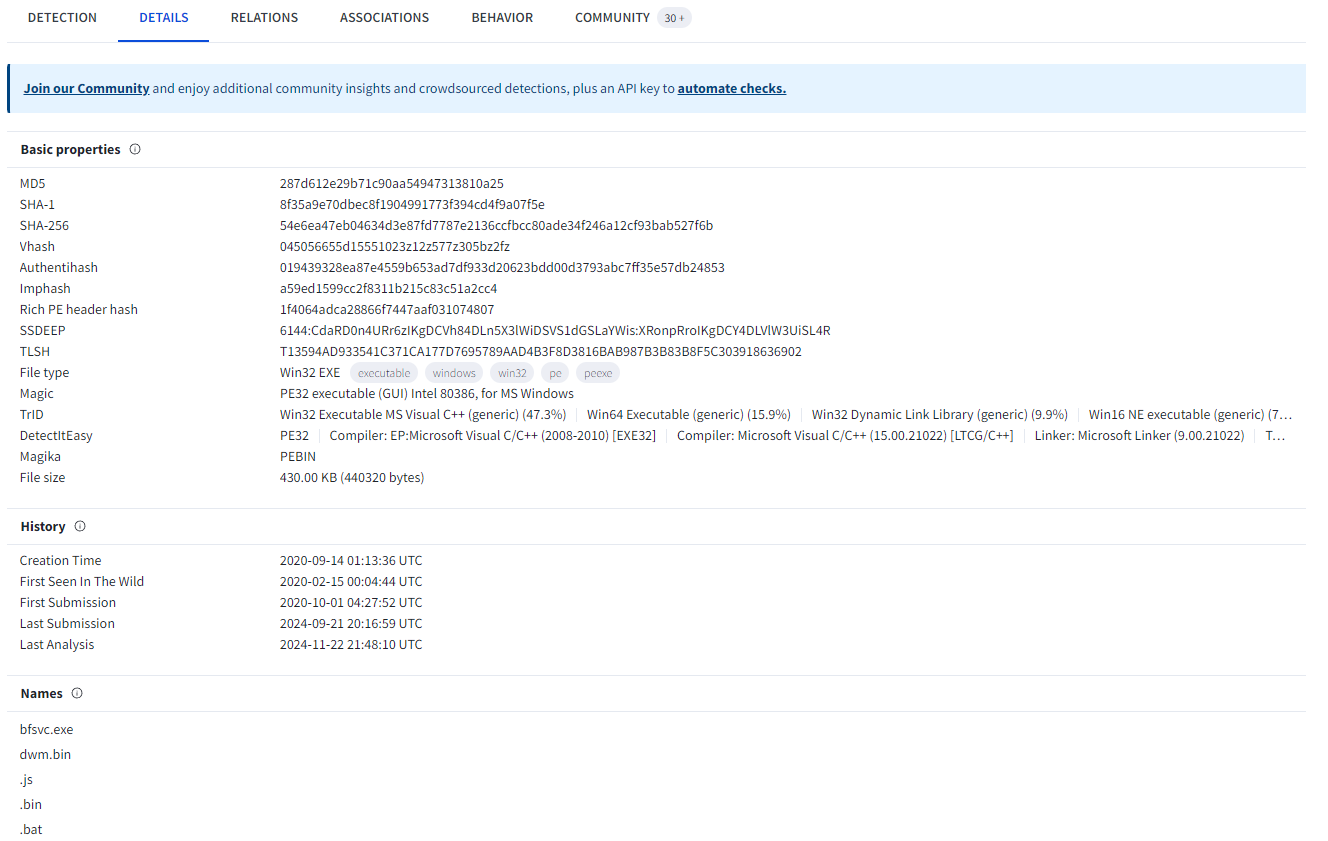 DETECTION DETAILS RELATIONS ASSOCIATIONS BEHAVIOR COMMUNITY 30 +
Join our Community and enjoy additional community insights and crowdsourced detections, plus an API key to automate checks.
Basic properties
MD5 287d612e29b71c90aa54947313810a25
SHA-1 8f35a9e70dbec8f1904991773f394cd4f9a07f5e
SHA-256 54e6ea47eb04634d3e87fd7787e2136ccfbcc80ade34f246a12cf93bab527f6b
Vhash 045056655d15551023z12z577z305bz2fz
Authentihash 019439328ea87e4559b653ad7df933d20623bdd00d3793abc7ff35e57db24853
Imphash a59ed1599cc2f8311b215c83c51a2cc4
Rich PE header hash 1f4064adca28866f7447aaf031074807
SSDEEP 6144:CdaRD0n4URr6zIKgDCVh84DLn5X3lWiDSVS1dGSLaYWis:XRonpRroIKgDCY4DLVlW3UiSL4R
TLSH T13594AD933541C371CA177D7695789AAD4B3F8D3816BAB987B3B83B8F5C303918636902
File type Win32 EXE executable windows win32 pe peexe
Magic PE32 executable (GUI) Intel 80386, for MS Windows
TrID Win32 Executable MS Visual C++ (generic) (47.3%) Win64 Executable (generic) (15.9%) Win32 Dynamic Link Library (generic) (9.9%) Win16 NE executable (generic) (7…
DetectItEasy PE32 Compiler: EP:Microsoft Visual C/C++ (2008-2010) [EXE32] Compiler: Microsoft Visual C/C++ (15.00.21022) [LTCG/C++] Linker: Microsoft Linker (9.00.21022) T…
Magika PEBIN
File size 430.00 KB (440320 bytes)
History
Creation Time 2020-09-14 01:13:36 UTC
First Seen In The Wild 2020-02-15 00:04:44 UTC
First Submission 2020-10-01 04:27:52 UTC
Last Submission 2024-09-21 20:16:59 UTC
Last Analysis 2024-11-22 21:48:10 UTC
Names
bfsvc.exe
dwm.bin
.js
.bin
.bat